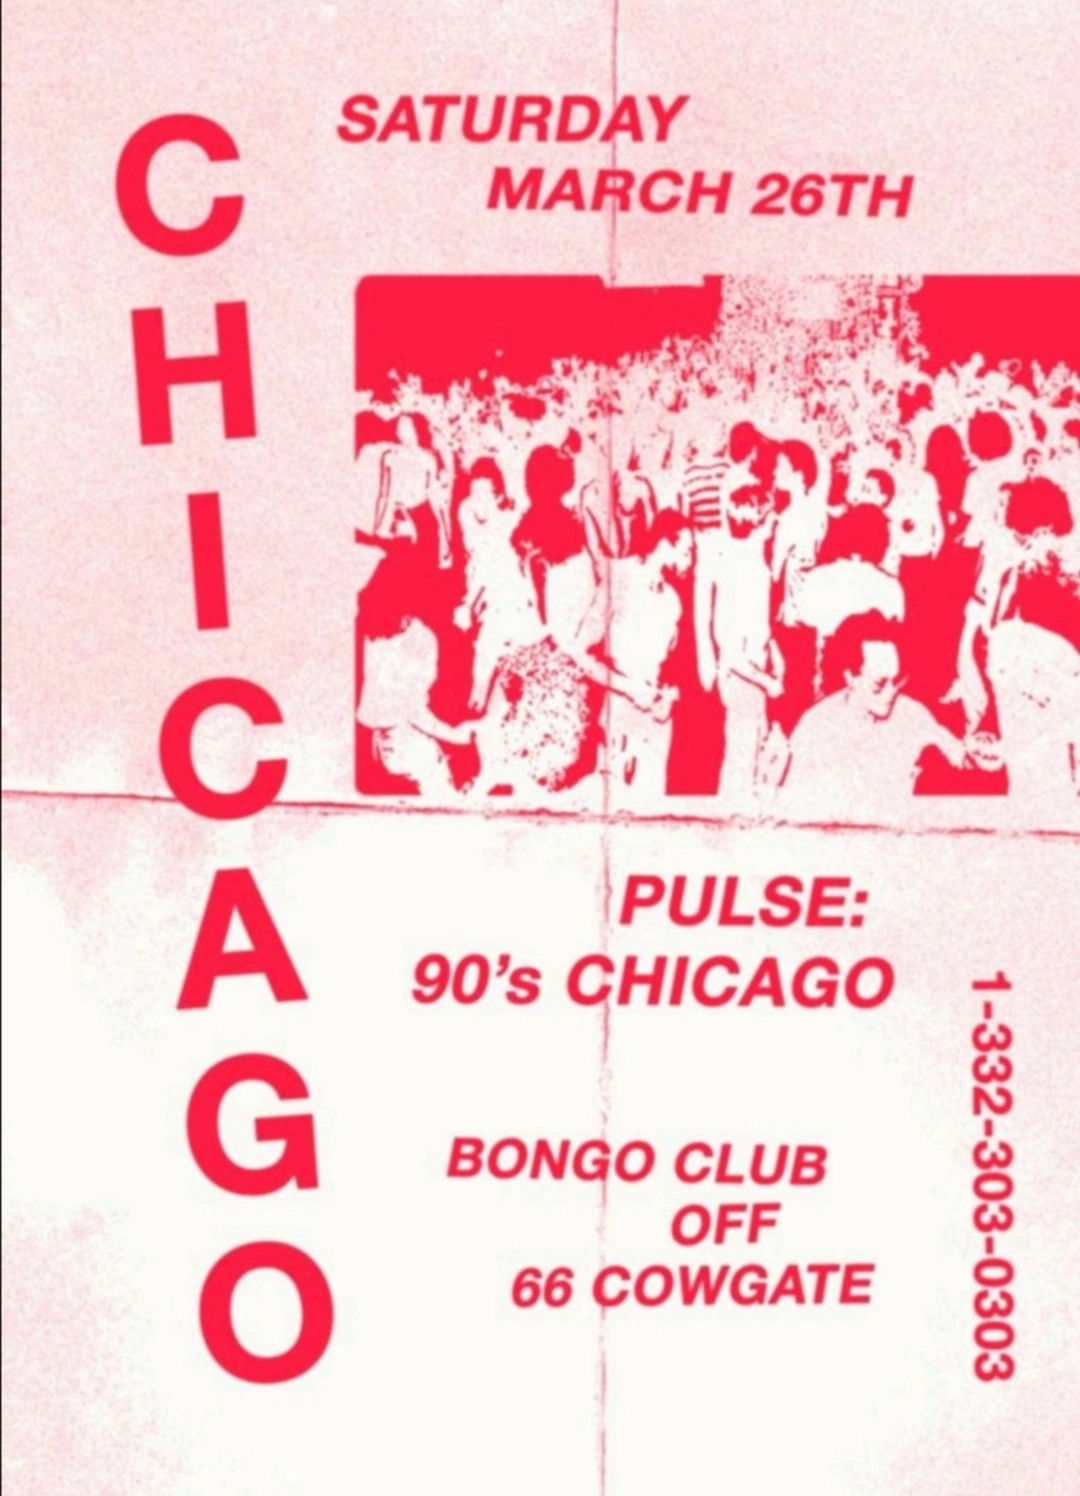 CHICAGO
SATURDAY
MARCH 26TH
PULSE:
90's CHICAGO
BONGO CLUB
OFF
66 COWGATE
1-332-303-0303